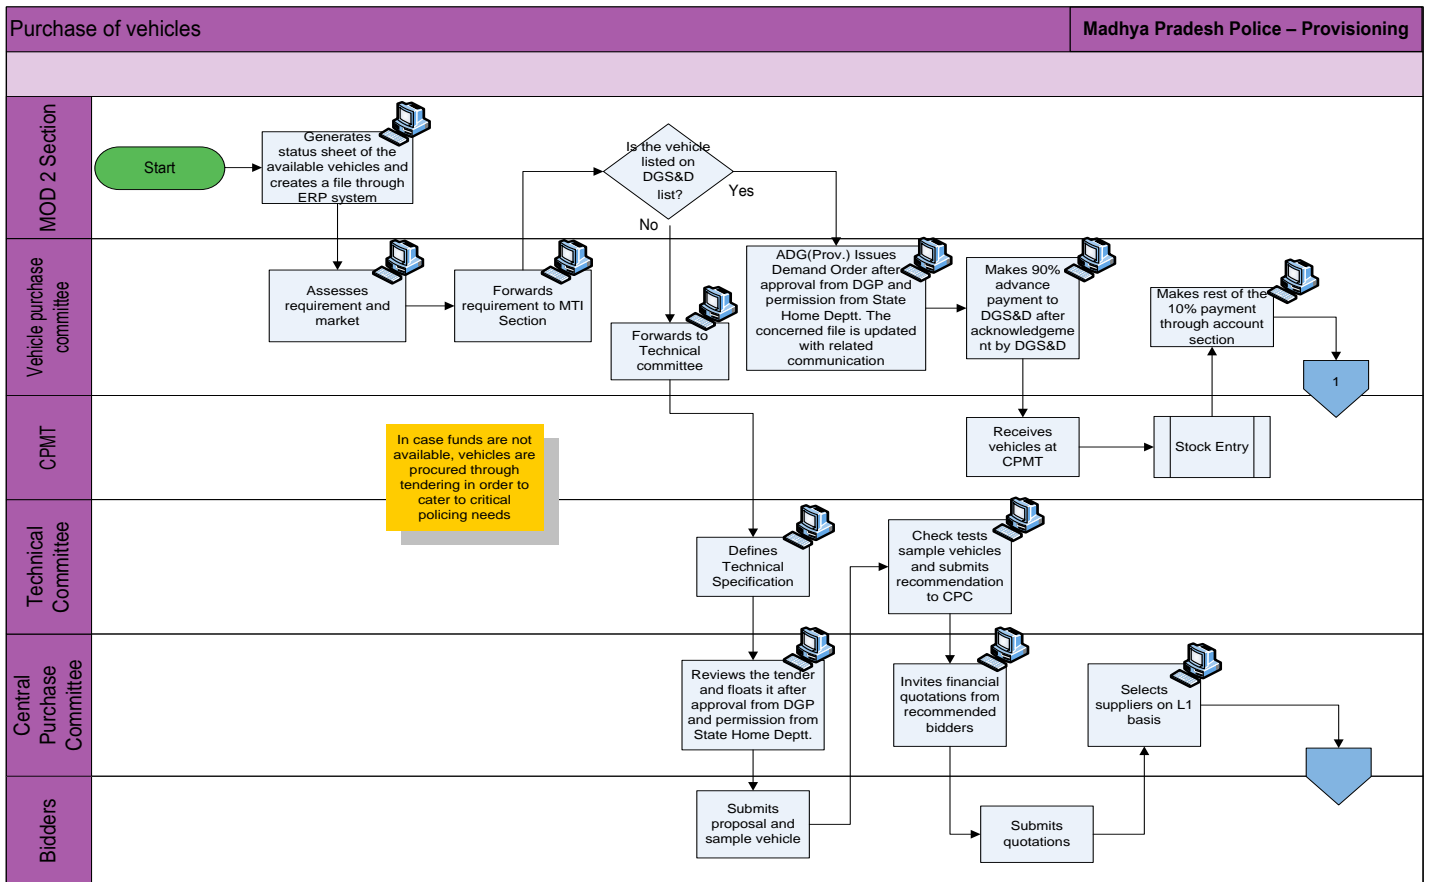 Purchase of vehicles
Madhya Pradesh Police – Provisioning
MOD 2 Section
Start
Generates
status sheet of the
available vehicles and
creates a file through
ERP system
Is the vehicle
listed on
DGS&D
list?
Yes
No
Vehicle purchase
committee
Assesses
requirement and
market
Forwards
requirement to MTI
Section
Forwards to
Technical
committee
ADG(Prov.) Issues
Demand Order after
approval from DGP and
permission from State
Home Deptt. The
concerned file is updated
with related
communication
Makes 90%
advance
payment to
DGS&D after
acknowledgeme
nt by DGS&D
Makes rest of the
10% payment
through account
section
1
CPMT
In case funds are not
available, vehicles are
procured through
tendering in order to
cater to critical
policing needs
Receives
vehicles at
CPMT
Stock Entry
Technical
Committee
Defines
Technical
Specification
Check tests
sample vehicles
and submits
recommendation
to CPC
Central
Purchase
Committee
Reviews the tender
and floats it after
approval from DGP
and permission from
State Home Deptt.
Invites financial
quotations from
recommended
bidders
Selects
suppliers on L1
basis
Bidders
Submits
proposal and
sample vehicle
Submits
quotations